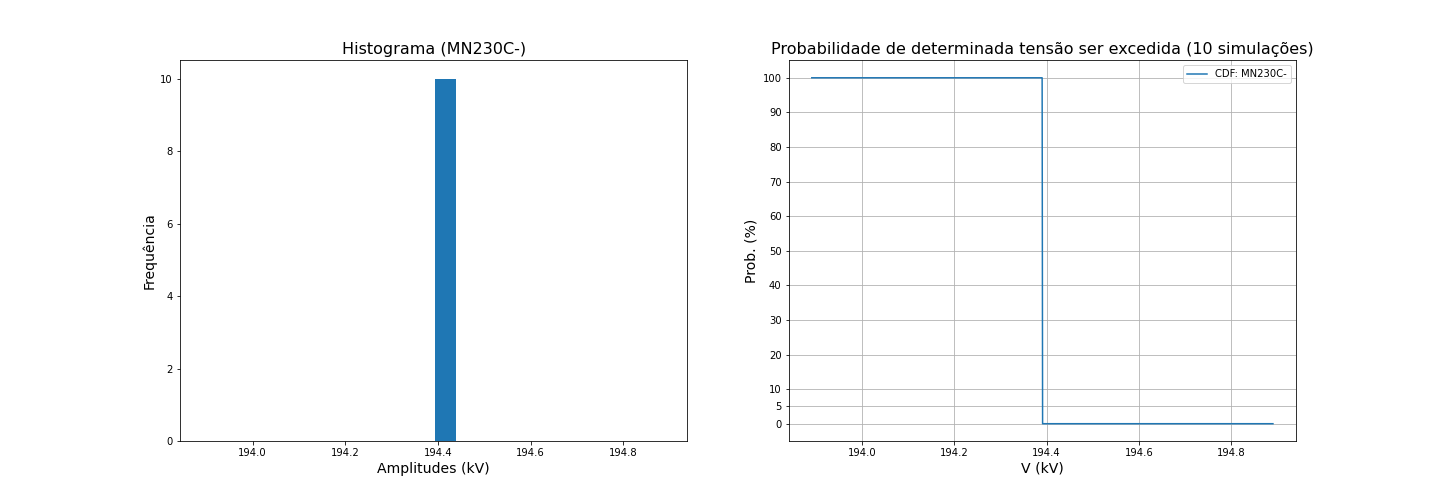 Histograma (MN230C-)
Frequência
10
8
6
4
2
0
194.0 194.2 194.4 194.6 194.8
Amplitudes (kV)
Probabilidade de determinada tensão ser excedida (10 simulações)
CDF: MN230C-
Prob. (%)
100
90
80
70
60
50
40
30
20
10
5
0
194.0 194.2 194.4 194.6 194.8
V (kV)